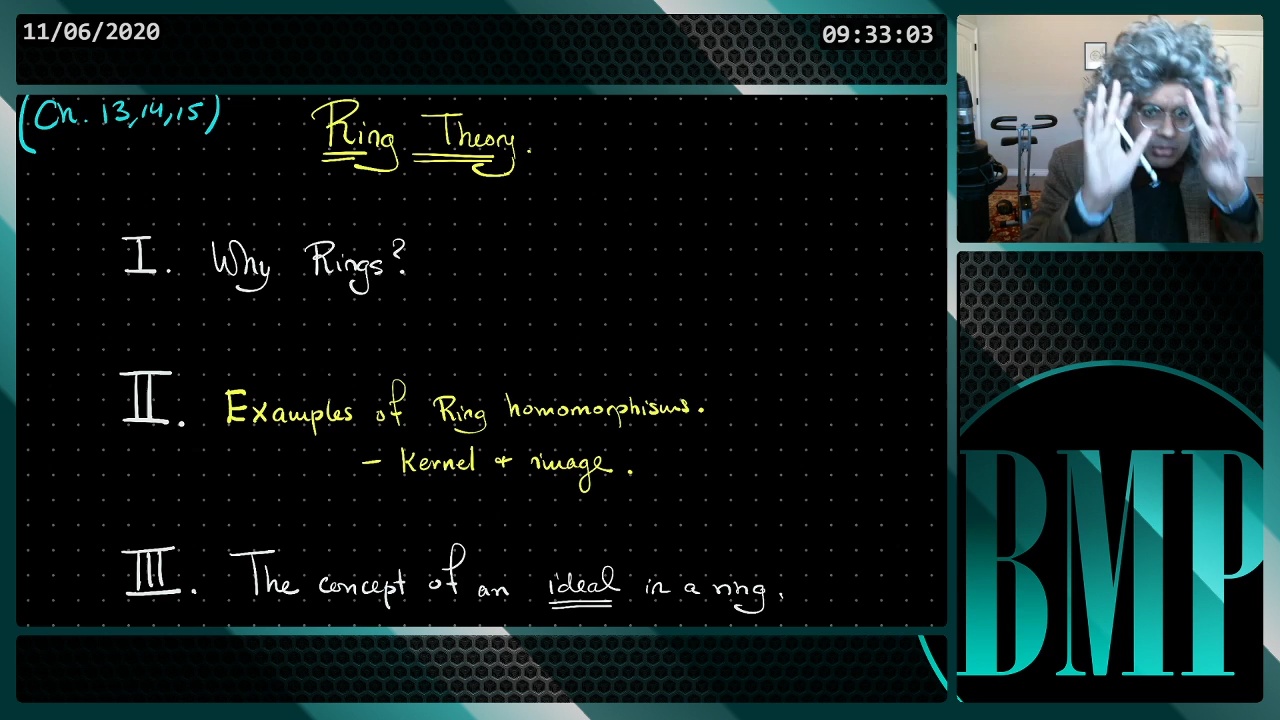 11/06/2020
09:33:03
(Ch. 13,14,15)
Ring Theory.
I. Why Rings?
II. Examples of Ring homomorphisms.
– Kernel + image.
III. The concept of an ideal in a ring.
BMP